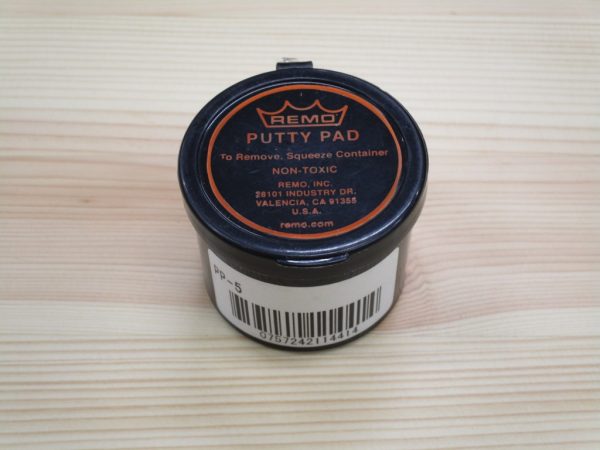 REMO
PUTTY PAD
To Remove, Squeeze Container
NON-TOXIC
REMO, INC.
26101 INDUSTRY DR.
VALENCIA, CA 91355
U.S.A.
remo.com
PP-5
0757242114414